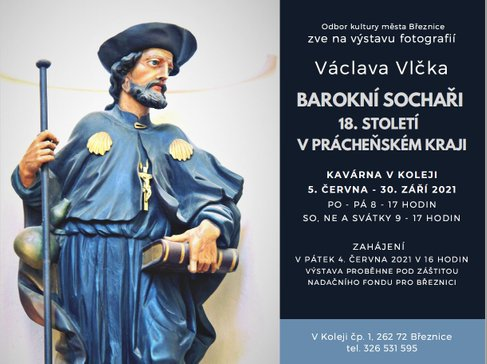 Odbor kultury města Březnice
zve na výstavu fotografií
Václava Vlčka
BAROKNÍ SOCHAŘI
18. STOLETÍ
V PRÁCHEŇSKÉM KRAJI
KAVÁRNA V KOLEJI
5. ČERVNA - 30. ZÁŘÍ 2021
PO - PÁ 8 - 17 HODIN
SO, NE A SVÁTKY 9 - 17 HODIN
ZAHÁJENÍ
V PÁTEK 4. ČERVNA 2021 V 16 HODIN
VÝSTAVA PROBĚHNE POD ZÁŠTITOU
NADAČNÍHO FONDU PRO BŘEZNICI
V Koleji čp. 1, 262 72 Březnice
tel. 326 531 595